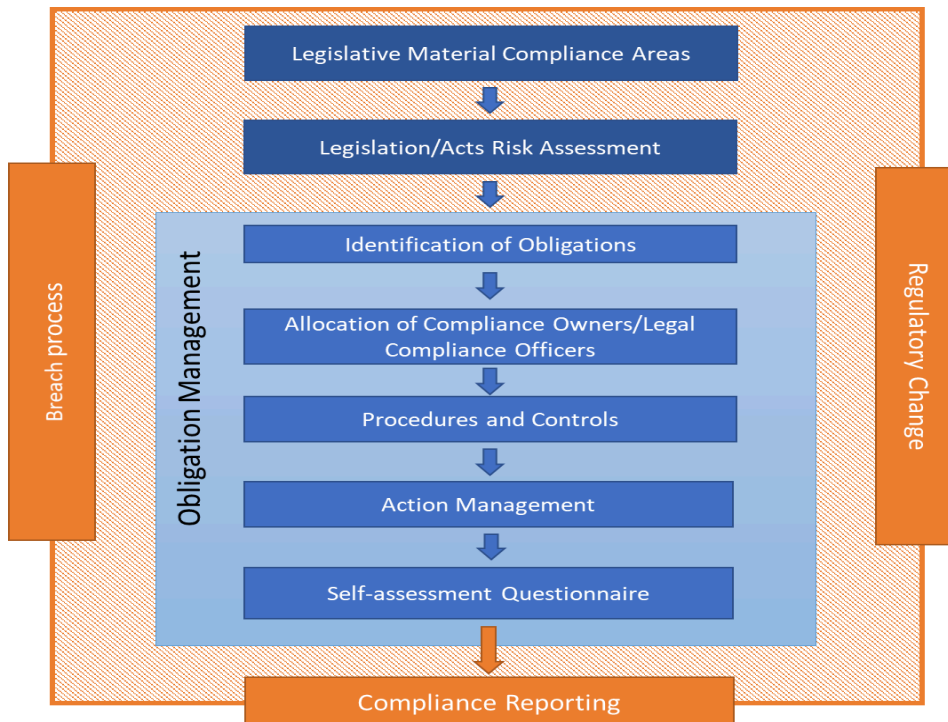 Legislative Material Compliance Areas
Legislation/Acts Risk Assessment
Breach process
Obligation Management
Identification of Obligations
Allocation of Compliance Owners/Legal
Compliance Officers
Procedures and Controls
Action Management
Self-assessment Questionnaire
Regulatory Change
Compliance Reporting